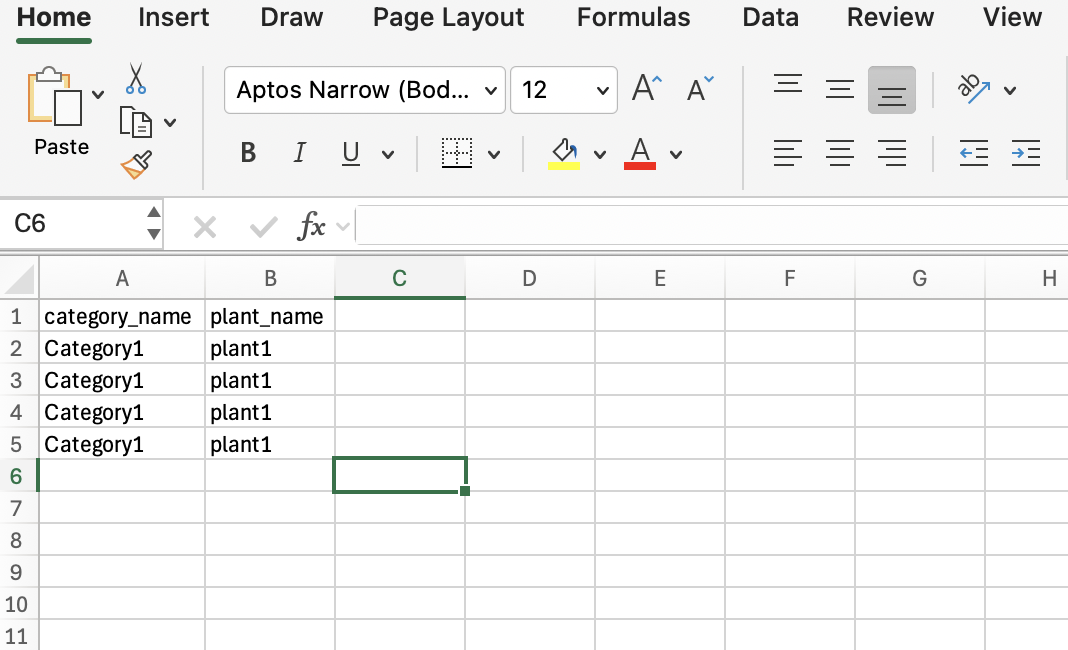 Home Insert Draw Page Layout Formulas Data Review View
Aptos Narrow (Bod... 12 A A ab
Paste B I U A
C6 fx
A B C D E F G H
1 category_name plant_name
2 Category1 plant1
3 Category1 plant1
4 Category1 plant1
5 Category1 plant1
6
7
8
9
10
11